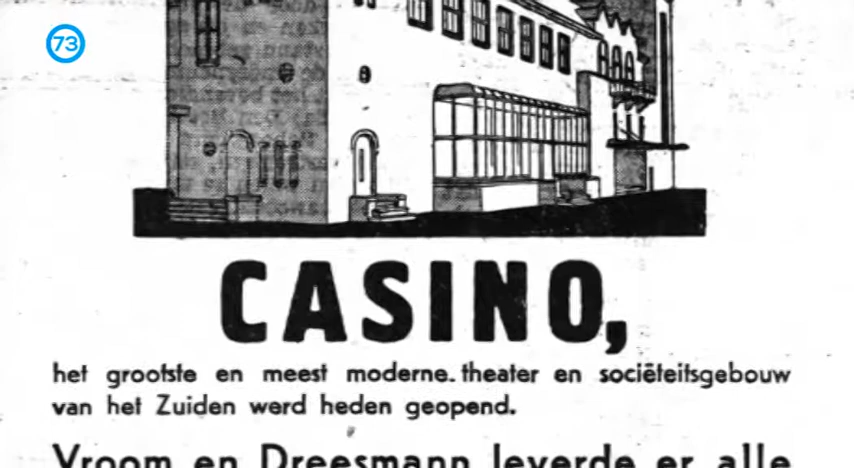 73
CASINO,
het grootste en meest moderne. theater en sociëteitsgebouw
van het Zuiden werd heden geopend.
Vroom en Dreesmann leverde er alle